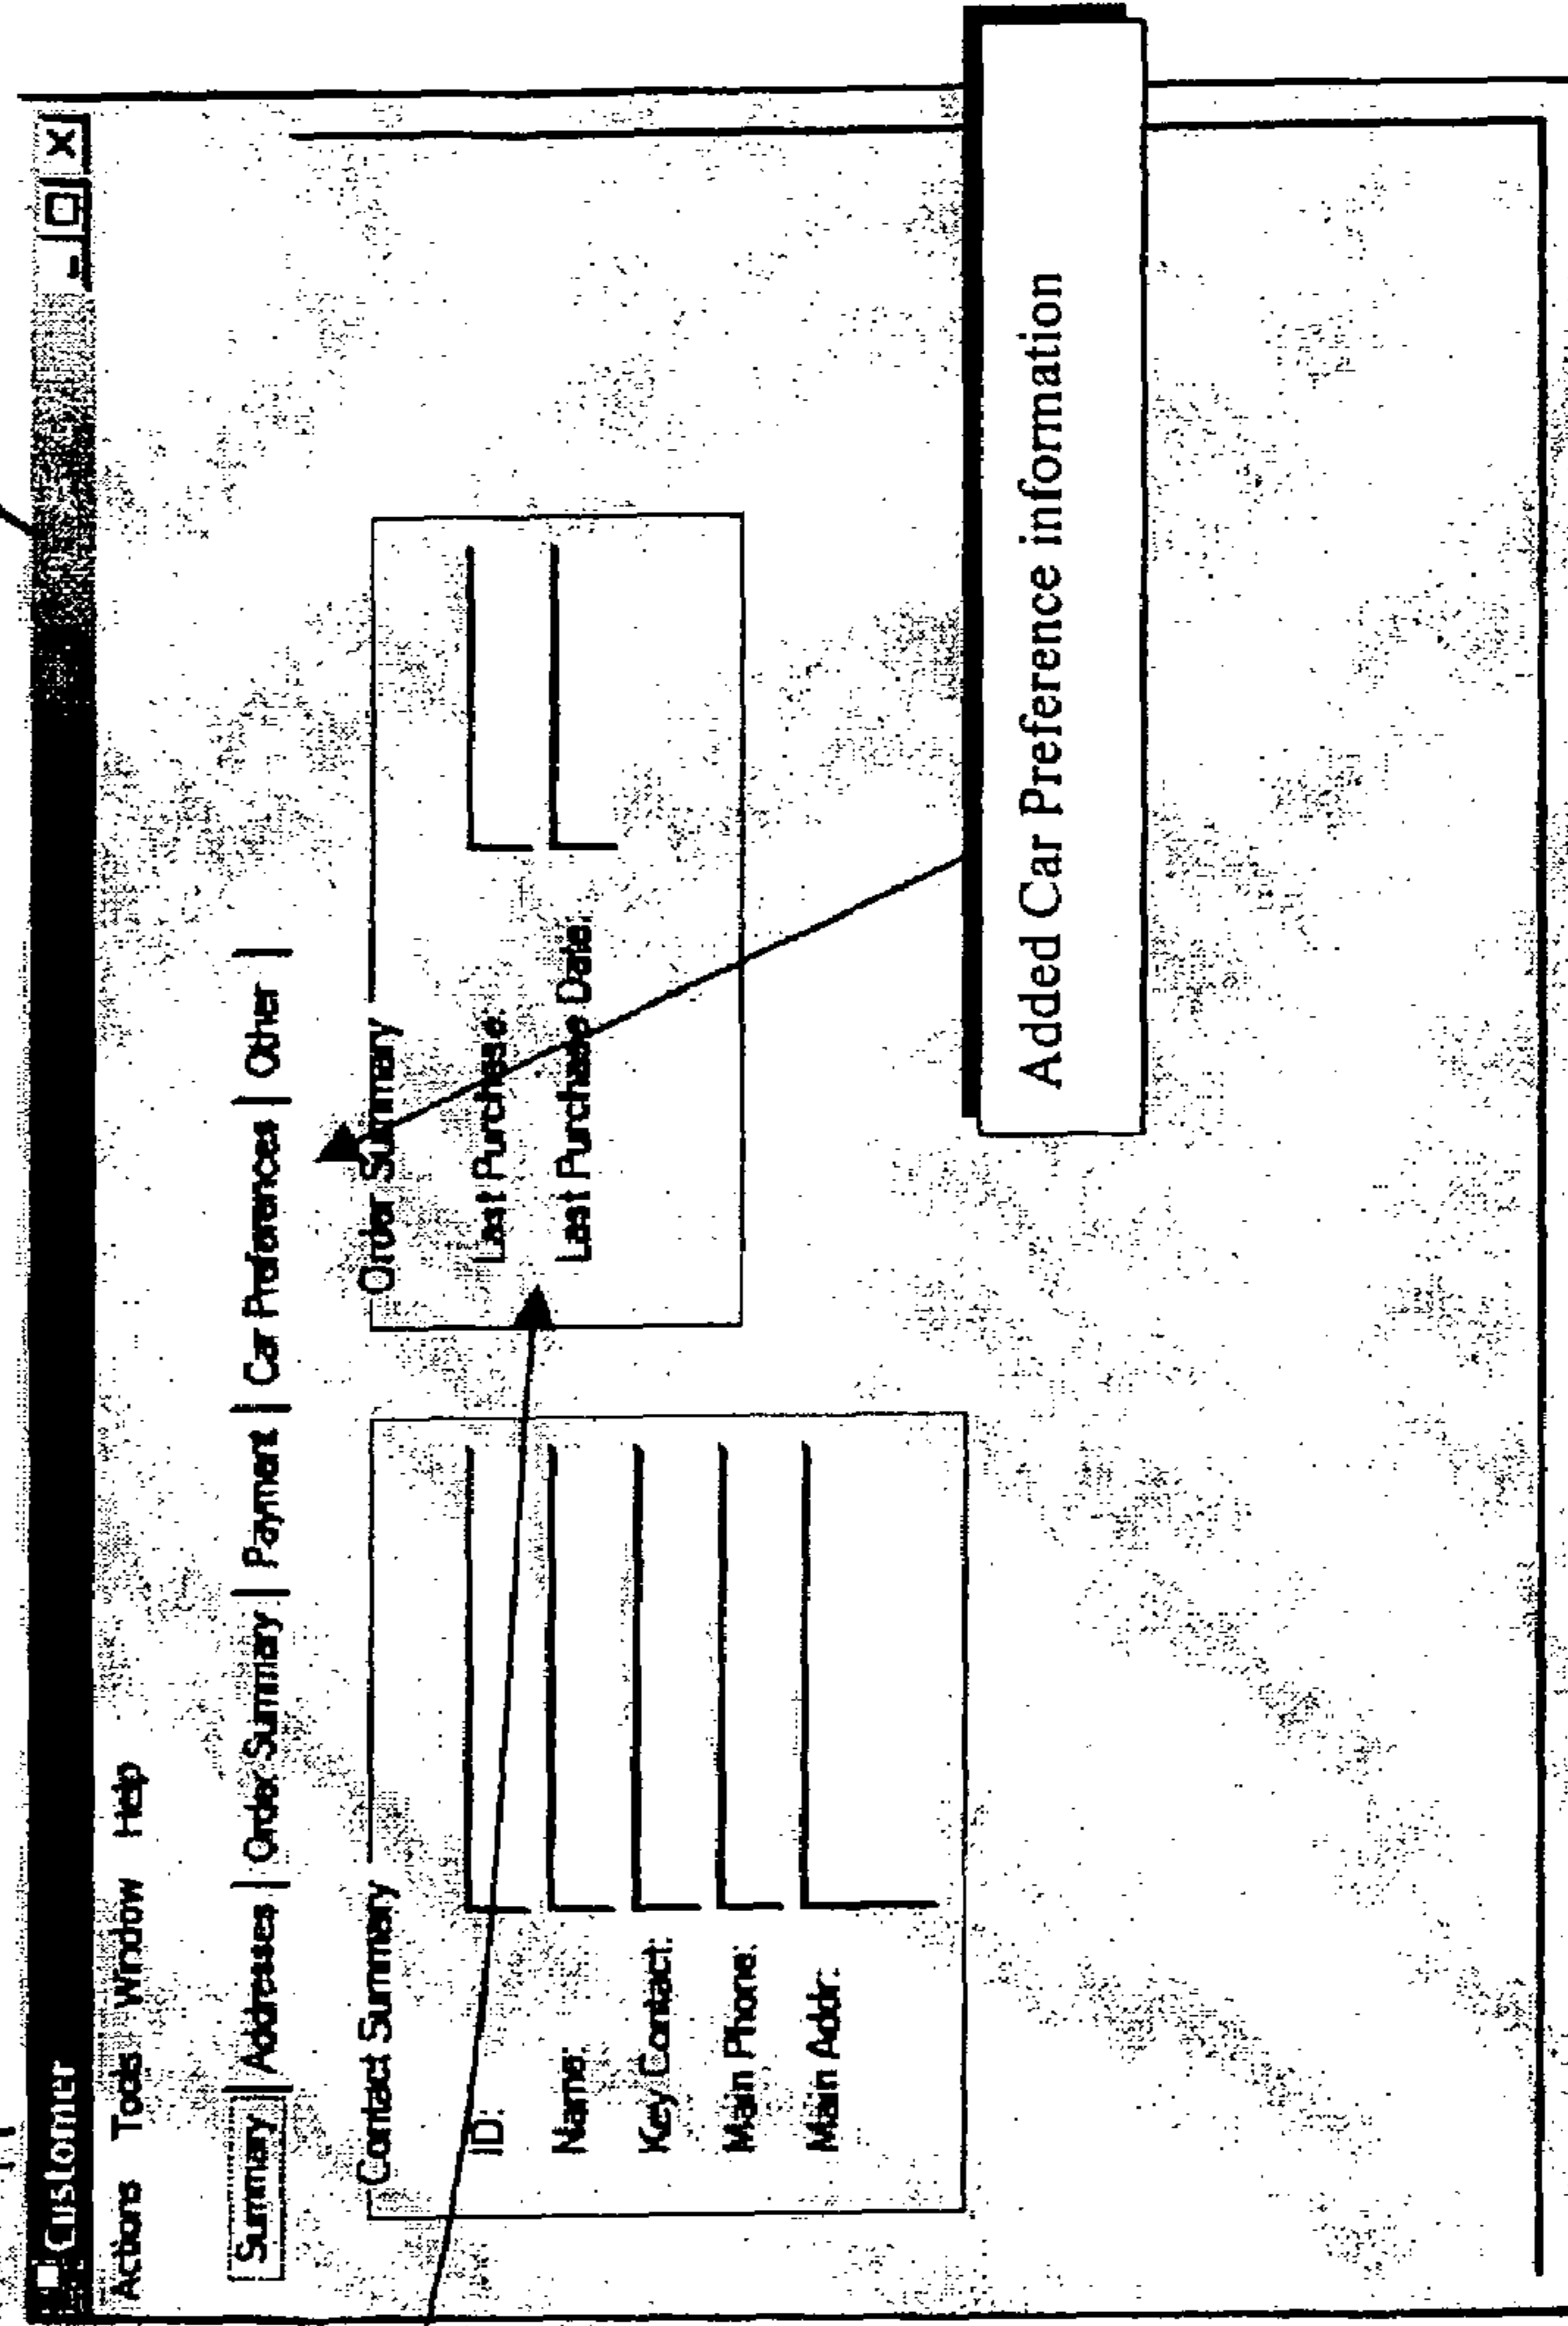 Customer
Actions Tools Window Help
Summary | Addresses | Order Summary | Payment | Car Preferences | Other |
Contact Summary
ID:
Name:
Key Contact:
Main Phone:
Main Addr:
Order Summary
Last Purchase:
Last Purchase Date:
Added Car Preference information